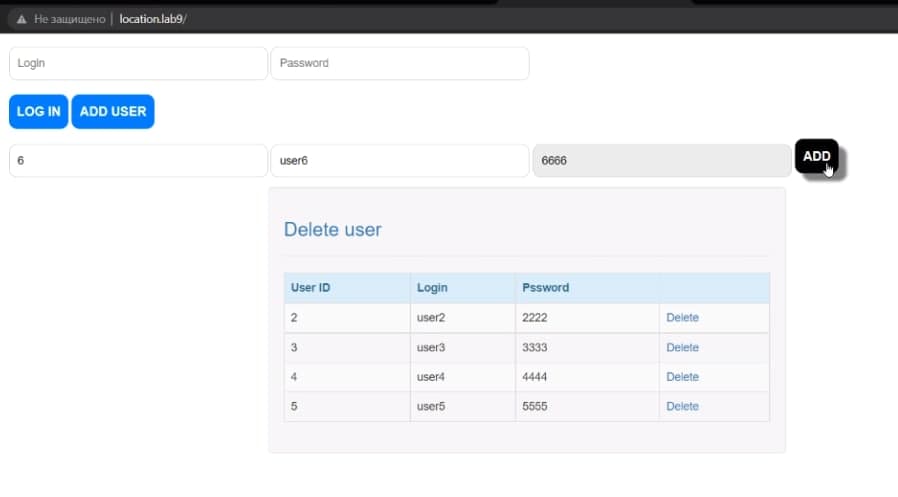 Не защищено | location.lab9/
Login Password
LOG IN ADD USER
6 user6 6666 ADD
Delete user
User ID Login Pssword
2 user2 2222 Delete
3 user3 3333 Delete
4 user4 4444 Delete
5 user5 5555 Delete